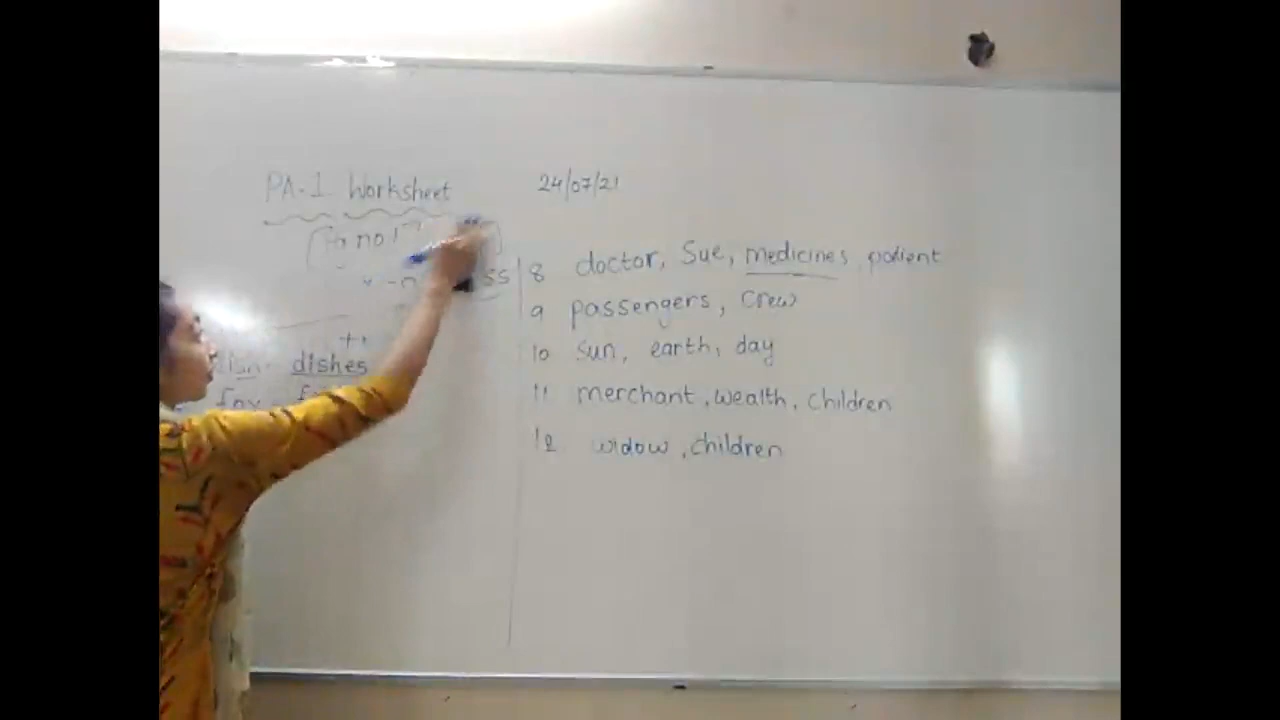 PA-1 Worksheet
24/07/21
ss
dishes
8 doctor, Sue, medicines, patient
9 passengers, crew
10 sun, earth, day
11 merchant, wealth, children
12 widow, children